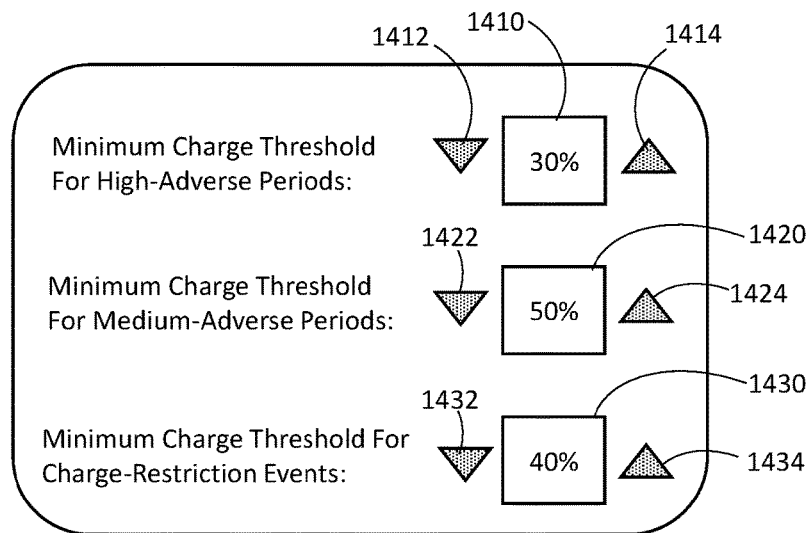 1410
1412
1414
Minimum Charge Threshold
For High-Adverse Periods:
30%
1422
1420
Minimum Charge Threshold
For Medium-Adverse Periods:
50%
1424
1432
1430
Minimum Charge Threshold For
Charge-Restriction Events:
40%
1434